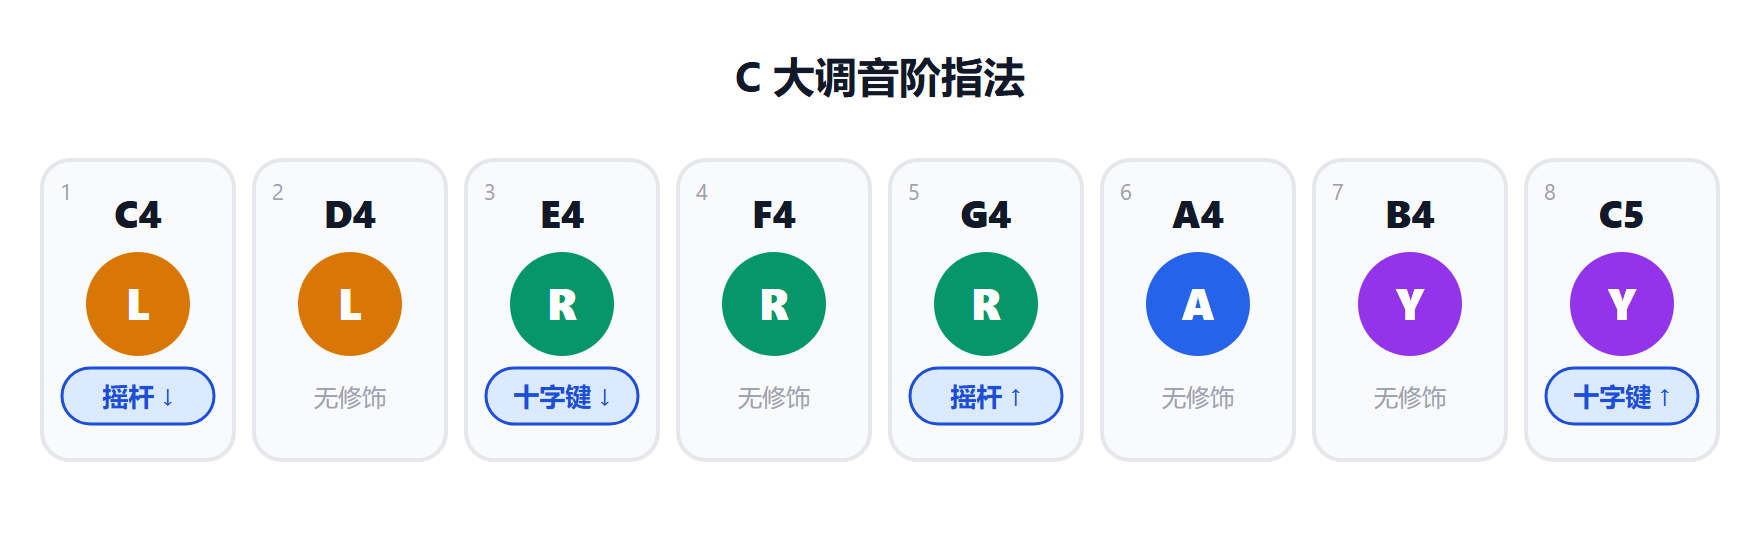 C 大调音阶指法
1
C4
L
摇杆 ↓
2
D4
L
无修饰
3
E4
R
十字键 ↓
4
F4
R
无修饰
5
G4
R
摇杆 ↑
6
A4
A
无修饰
7
B4
Y
无修饰
8
C5
Y
十字键 ↑